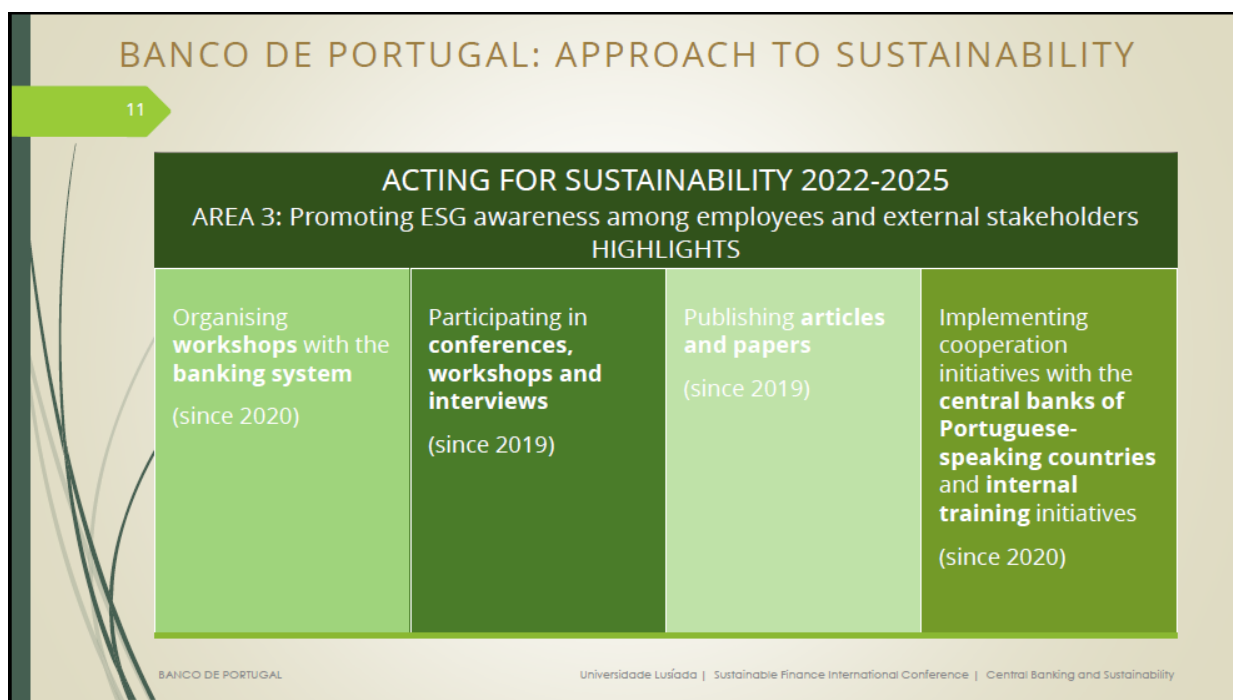 BANCO DE PORTUGAL: APPROACH TO SUSTAINABILITY
11
ACTING FOR SUSTAINABILITY 2022-2025
AREA 3: Promoting ESG awareness among employees and external stakeholders
HIGHLIGHTS
Organising
workshops with the
banking system
(since 2020)
Participating in
conferences,
workshops and
interviews
(since 2019)
Publishing articles
and papers
(since 2019)
Implementing
cooperation
initiatives with the
central banks of
Portuguese-
speaking countries
and internal
training initiatives
(since 2020)
BANCO DE PORTUGAL
Universidade Lusíada | Sustainable Finance International Conference | Central Banking and Sustainability